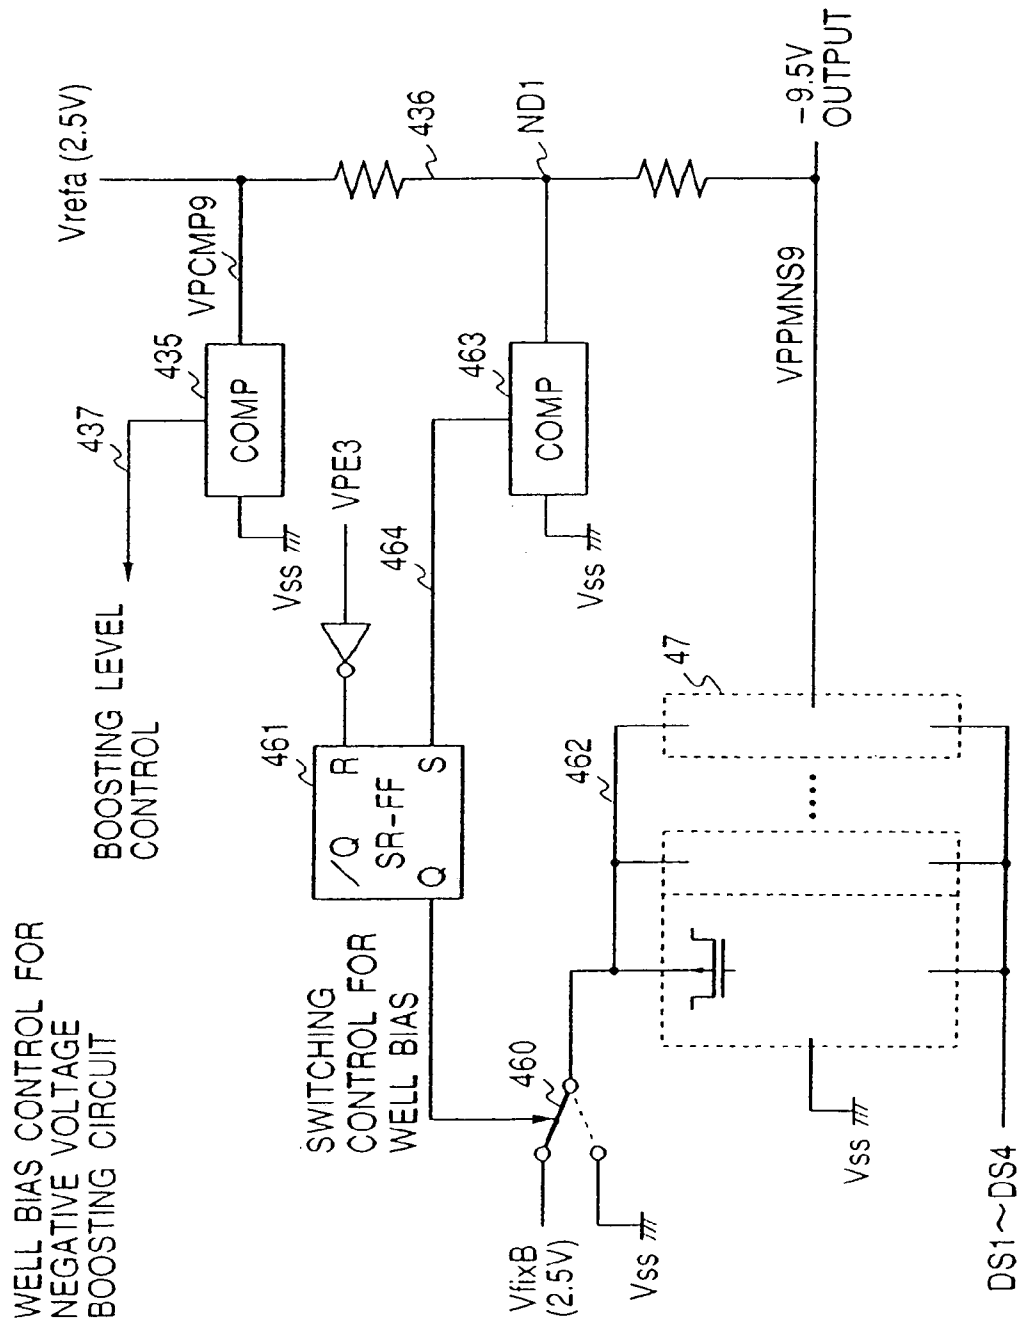 WELL BIAS CONTROL FOR
NEGATIVE VOLTAGE
BOOSTING CIRCUIT
BOOSTING LEVEL
CONTROL
437
435
COMP
Vss
VPCMP9
Vrefa (2.5V)
436
ND1
SWITCHING
CONTROL FOR
WELL BIAS
461
/Q
R
SR-FF
Q
S
VPE3
464
463
COMP
Vss
460
VfixB
(2.5V)
Vss
462
47
VPPMNS9
-9.5V
OUTPUT
Vss
DS1~DS4